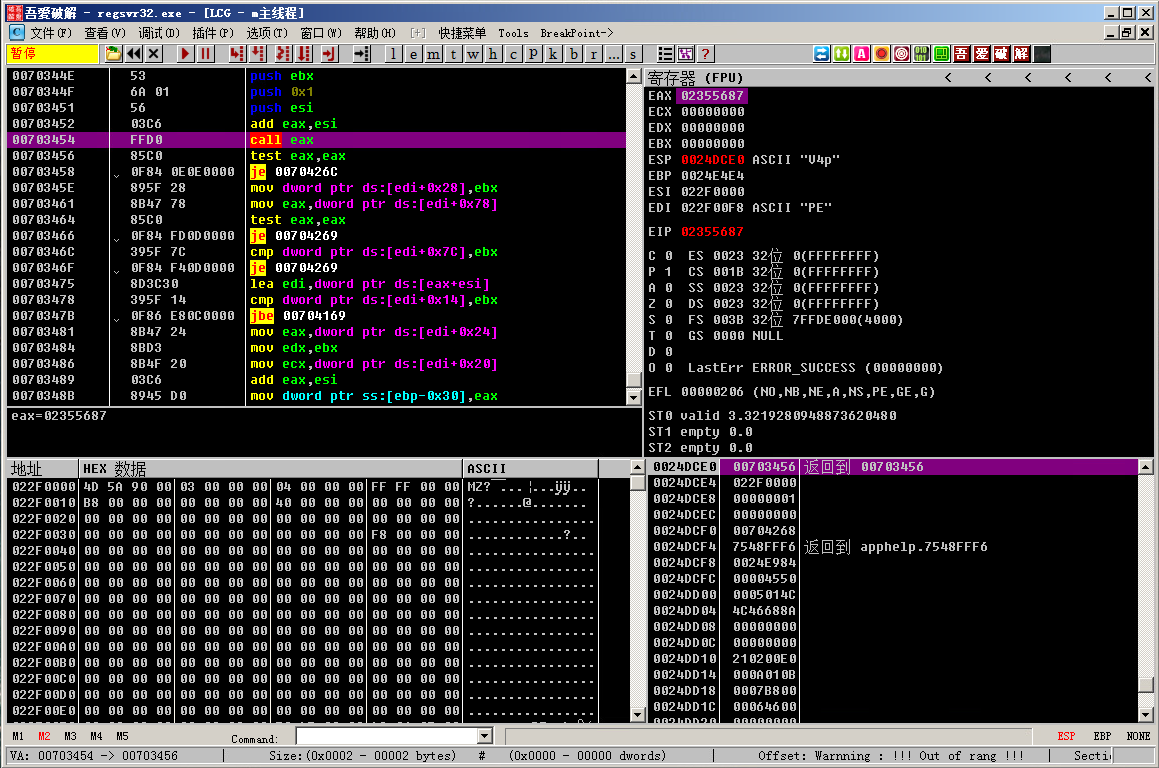 吾爱破解 - regsvr32.exe - [LCG - m主线程]
文件(F) 查看(V) 调试(D) 插件(P) 选项(T) 窗口(W) 帮助(H) [+] 快捷菜单 Tools BreakPoint->
暂停 l e m t w h c p k b r ... s ? A 吾 爱 破 解
0070344E 53 push ebx
0070344F 6A 01 push 0x1
00703451 56 push esi
00703452 03C6 add eax,esi
00703454 FFD0 call eax
00703456 85C0 test eax,eax
00703458 0F84 0E0E0000 je 0070426C
0070345E 895F 28 mov dword ptr ds:[edi+0x28],ebx
00703461 8B47 78 mov eax,dword ptr ds:[edi+0x78]
00703464 85C0 test eax,eax
00703466 0F84 FD0D0000 je 00704269
0070346C 395F 7C cmp dword ptr ds:[edi+0x7C],ebx
0070346F 0F84 F40D0000 je 00704269
00703475 8D3C30 lea edi,dword ptr ds:[eax+esi]
00703478 395F 14 cmp dword ptr ds:[edi+0x14],ebx
0070347B 0F86 E80C0000 jbe 00704169
00703481 8B47 24 mov eax,dword ptr ds:[edi+0x24]
00703484 8BD3 mov edx,ebx
00703486 8B4F 20 mov ecx,dword ptr ds:[edi+0x20]
00703489 03C6 add eax,esi
0070348B 8945 D0 mov dword ptr ss:[ebp-0x30],eax
eax=02355687
寄存器 (FPU) < < < < < <
EAX 02355687
ECX 00000000
EDX 00000000
EBX 00000000
ESP 0024DCE0 ASCII "V4p"
EBP 0024E4E4
ESI 022F0000
EDI 022F00F8 ASCII "PE"
EIP 02355687
C 0 ES 0023 32位 0(FFFFFFFF)
P 1 CS 001B 32位 0(FFFFFFFF)
A 0 SS 0023 32位 0(FFFFFFFF)
Z 0 DS 0023 32位 0(FFFFFFFF)
S 0 FS 003B 32位 7FFDE000(4000)
T 0 GS 0000 NULL
D 0
O 0 LastErr ERROR_SUCCESS (00000000)
EFL 00000206 (NO,NB,NE,A,NS,PE,GE,G)
ST0 valid 3.3219280948873620480
ST1 empty 0.0
ST2 empty 0.0
地址 HEX 数据 ASCII
022F0000 4D 5A 90 00 03 00 00 00 04 00 00 00 FF FF 00 00
022F0010 B8 00 00 00 00 00 00 00 40 00 00 00 00 00 00 00 ?.......@.......
022F0020 00 00 00 00 00 00 00 00 00 00 00 00 00 00 00 00 ................
022F0030 00 00 00 00 00 00 00 00 00 00 00 00 F8 00 00 00 ............?..
022F0040 00 00 00 00 00 00 00 00 00 00 00 00 00 00 00 00 ................
022F0050 00 00 00 00 00 00 00 00 00 00 00 00 00 00 00 00 ................
022F0060 00 00 00 00 00 00 00 00 00 00 00 00 00 00 00 00 ................
022F0070 00 00 00 00 00 00 00 00 00 00 00 00 00 00 00 00 ................
022F0080 00 00 00 00 00 00 00 00 00 00 00 00 00 00 00 00 ................
022F0090 00 00 00 00 00 00 00 00 00 00 00 00 00 00 00 00 ................
022F00A0 00 00 00 00 00 00 00 00 00 00 00 00 00 00 00 00 ................
022F00B0 00 00 00 00 00 00 00 00 00 00 00 00 00 00 00 00 ................
022F00C0 00 00 00 00 00 00 00 00 00 00 00 00 00 00 00 00 ................
022F00D0 00 00 00 00 00 00 00 00 00 00 00 00 00 00 00 00 ................
022F00E0 00 00 00 00 00 00 00 00 00 00 00 00 00 00 00 00 ................
0024DCE0 00703456 返回到 00703456
0024DCE4 022F0000
0024DCE8 00000001
0024DCEC 00000000
0024DCF0 00704268
0024DCF4 7548FFF6 返回到 apphelp.7548FFF6
0024DCF8 0024E984
0024DCFC 00004550
0024DD00 0005014C
0024DD04 4C46688A
0024DD08 00000000
0024DD0C 00000000
0024DD10 210200E0
0024DD14 000A010B
0024DD18 0007B800
0024DD1C 00064600
0024DD20 00000000
M1 M2 M3 M4 M5 Command: ESP EBP NONE
VA: 00703454 -> 00703456 Size:(0x0002 - 00002 bytes) # (0x0000 - 00000 dwords) Offset: Warnning : !!! Out of rang !!! Secti